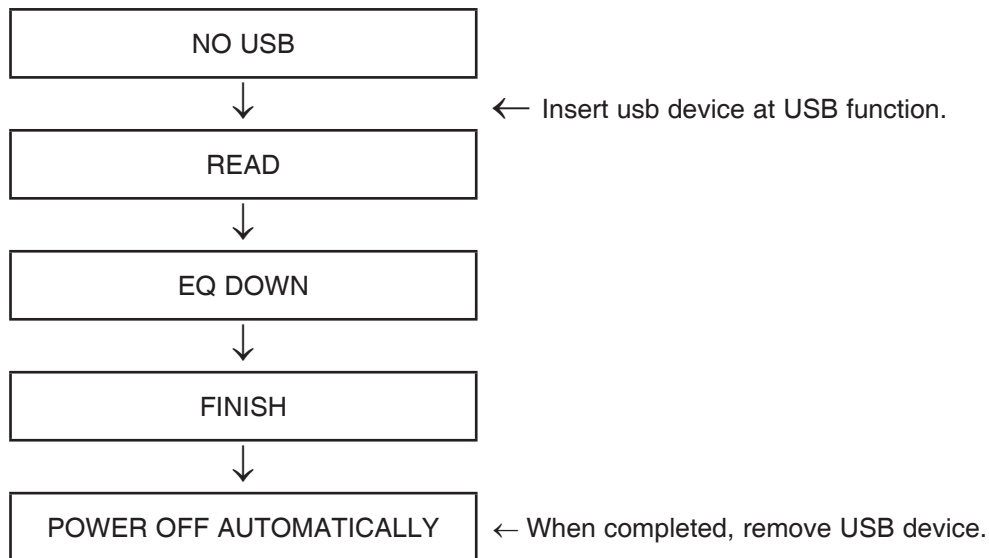 NO USB
← Insert usb device at USB function.
READ
EQ DOWN
FINISH
POWER OFF AUTOMATICALLY ← When completed, remove USB device.